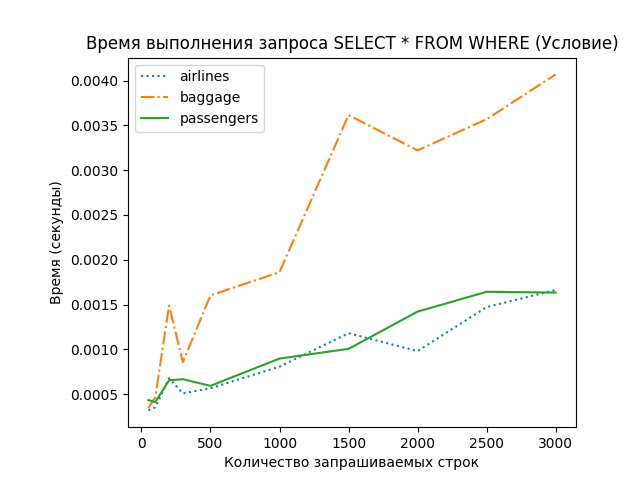 Время выполнения запроса SELECT * FROM WHERE (Условие)
airlines
baggage
passengers
Время (секунды)
0.0040
0.0035
0.0030
0.0025
0.0020
0.0015
0.0010
0.0005
0 500 1000 1500 2000 2500 3000
Количество запрашиваемых строк